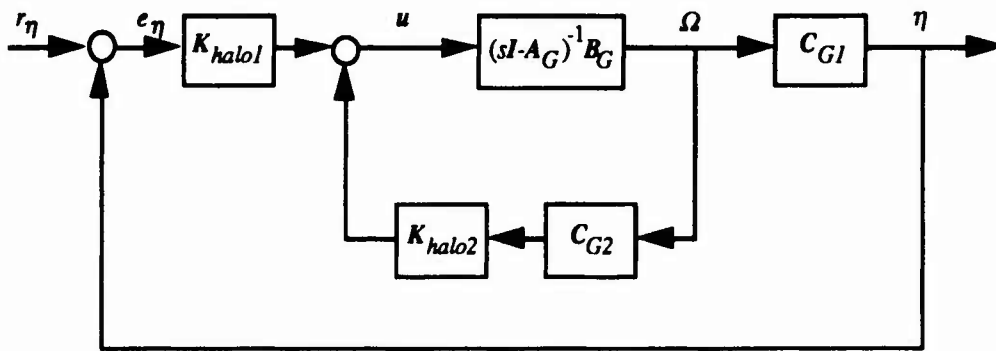 r_η
e_η
K_halo1
u
(sI-A_G)^-1 B_G
Ω
C_G1
η
K_halo2
C_G2